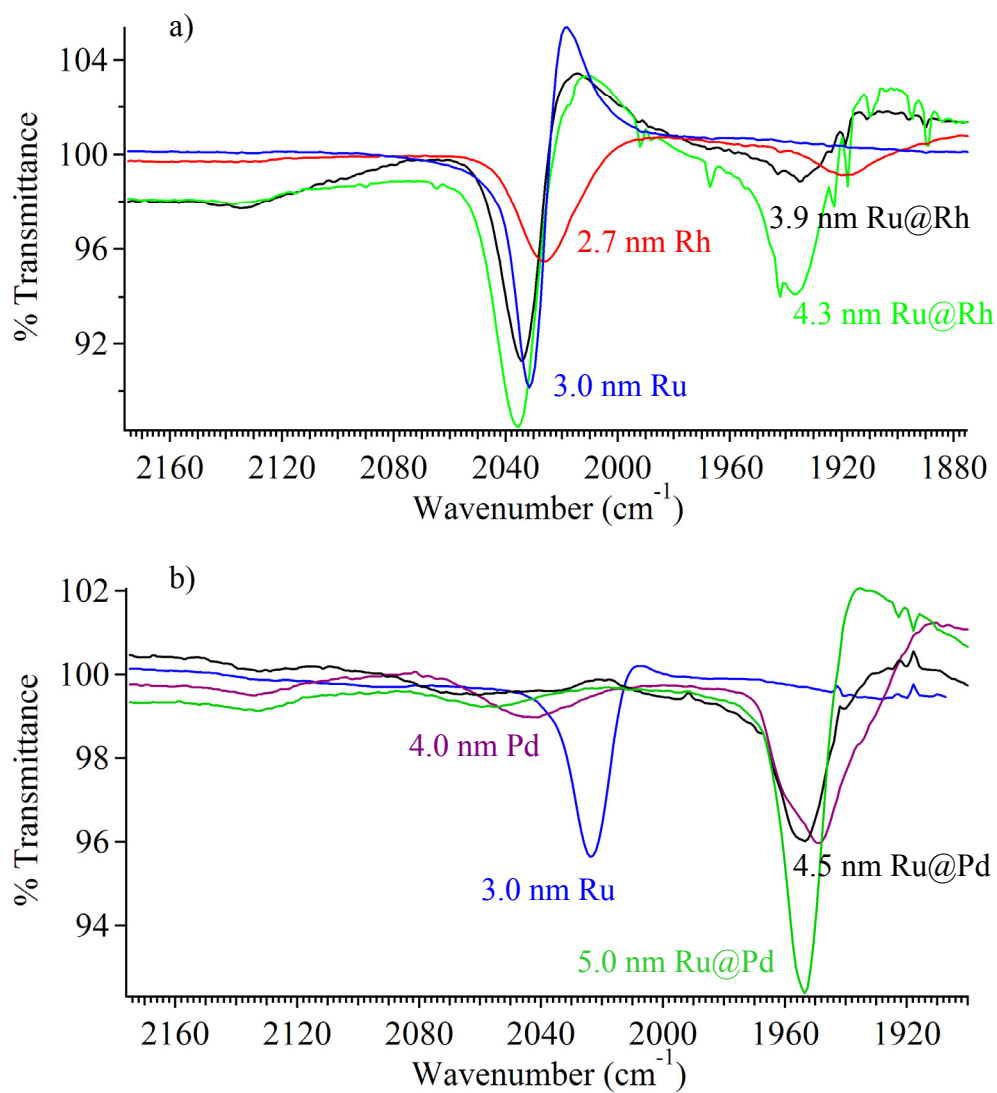 a)
104
100
96
92
% Transmittance
2.7 nm Rh
3.9 nm Ru@Rh
4.3 nm Ru@Rh
3.0 nm Ru
2160 2120 2080 2040 2000 1960 1920 1880
Wavenumber (cm⁻¹)
b)
102
100
98
96
94
% Transmittance
4.0 nm Pd
3.0 nm Ru
4.5 nm Ru@Pd
5.0 nm Ru@Pd
2160 2120 2080 2040 2000 1960 1920
Wavenumber (cm⁻¹)